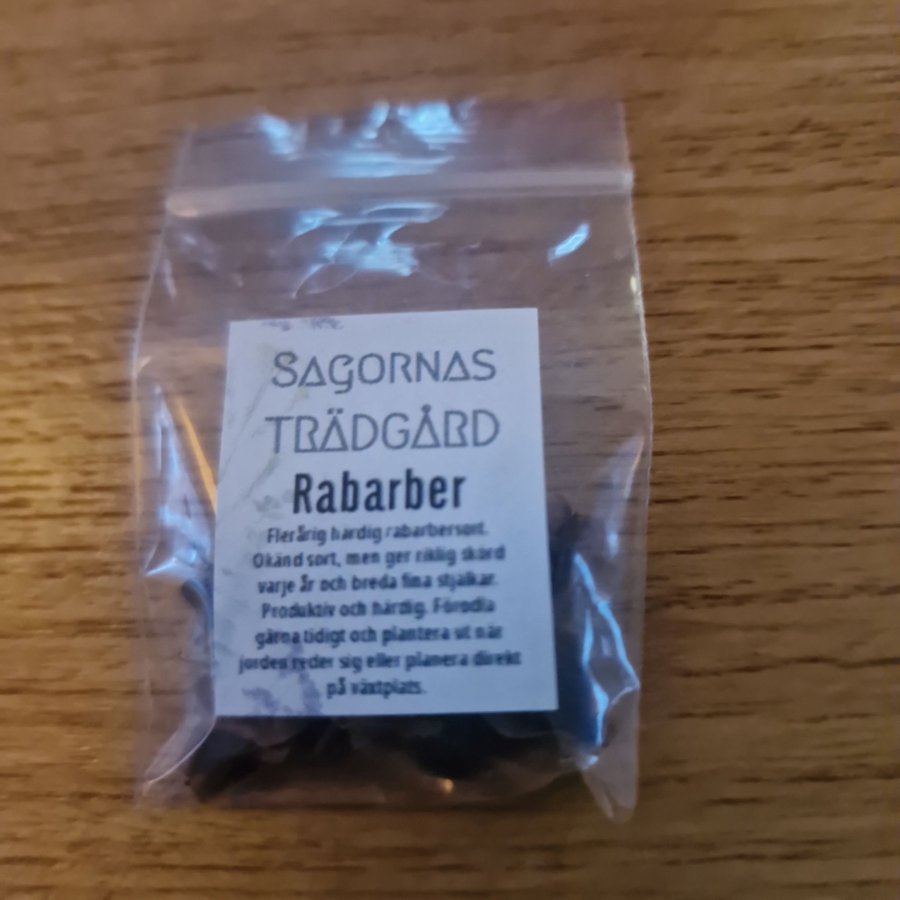 SAGORNAS
TRÄDGÅRD
Rabarber
Flerårig härdig rabarbersort.
Okänd sort, men ger riklig skörd
varje år och breda fina stjälkar.
Produktiv och härdig. Förodla
gärna tidigt och plantera ut när
jorden reder sig eller planera direkt
på växtplats.